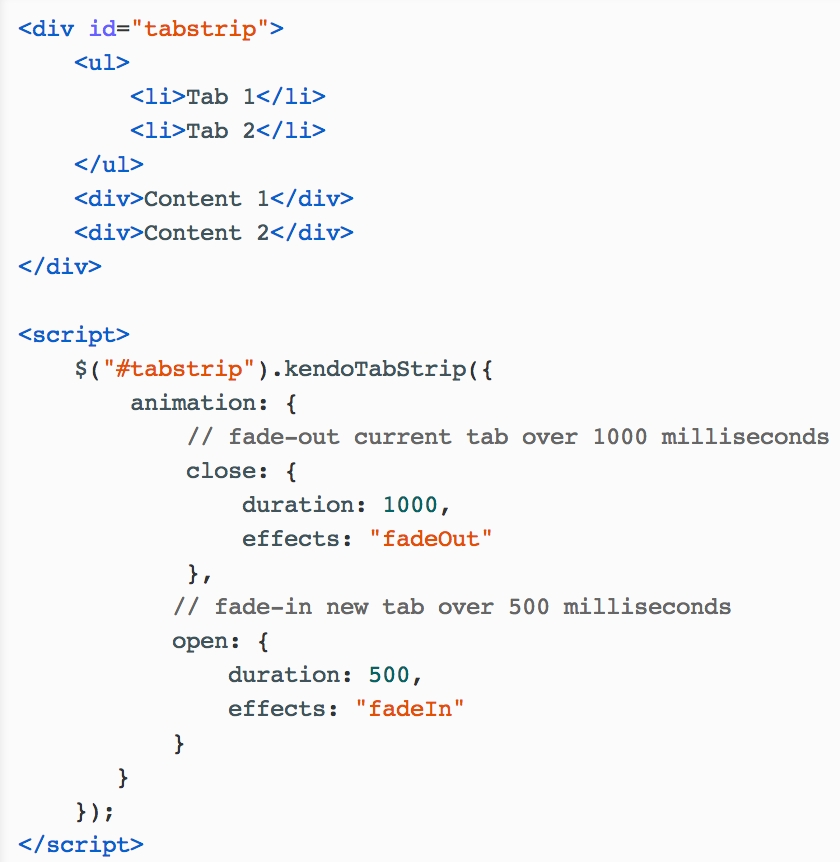 <div id="tabstrip">
    <ul>
        <li>Tab 1</li>
        <li>Tab 2</li>
    </ul>
    <div>Content 1</div>
    <div>Content 2</div>
</div>

<script>
    $("#tabstrip").kendoTabStrip({
        animation: {
            // fade-out current tab over 1000 milliseconds
            close: {
                duration: 1000,
                effects: "fadeOut"
            },
           // fade-in new tab over 500 milliseconds
           open: {
               duration: 500,
               effects: "fadeIn"
           }
       }
    });
</script>